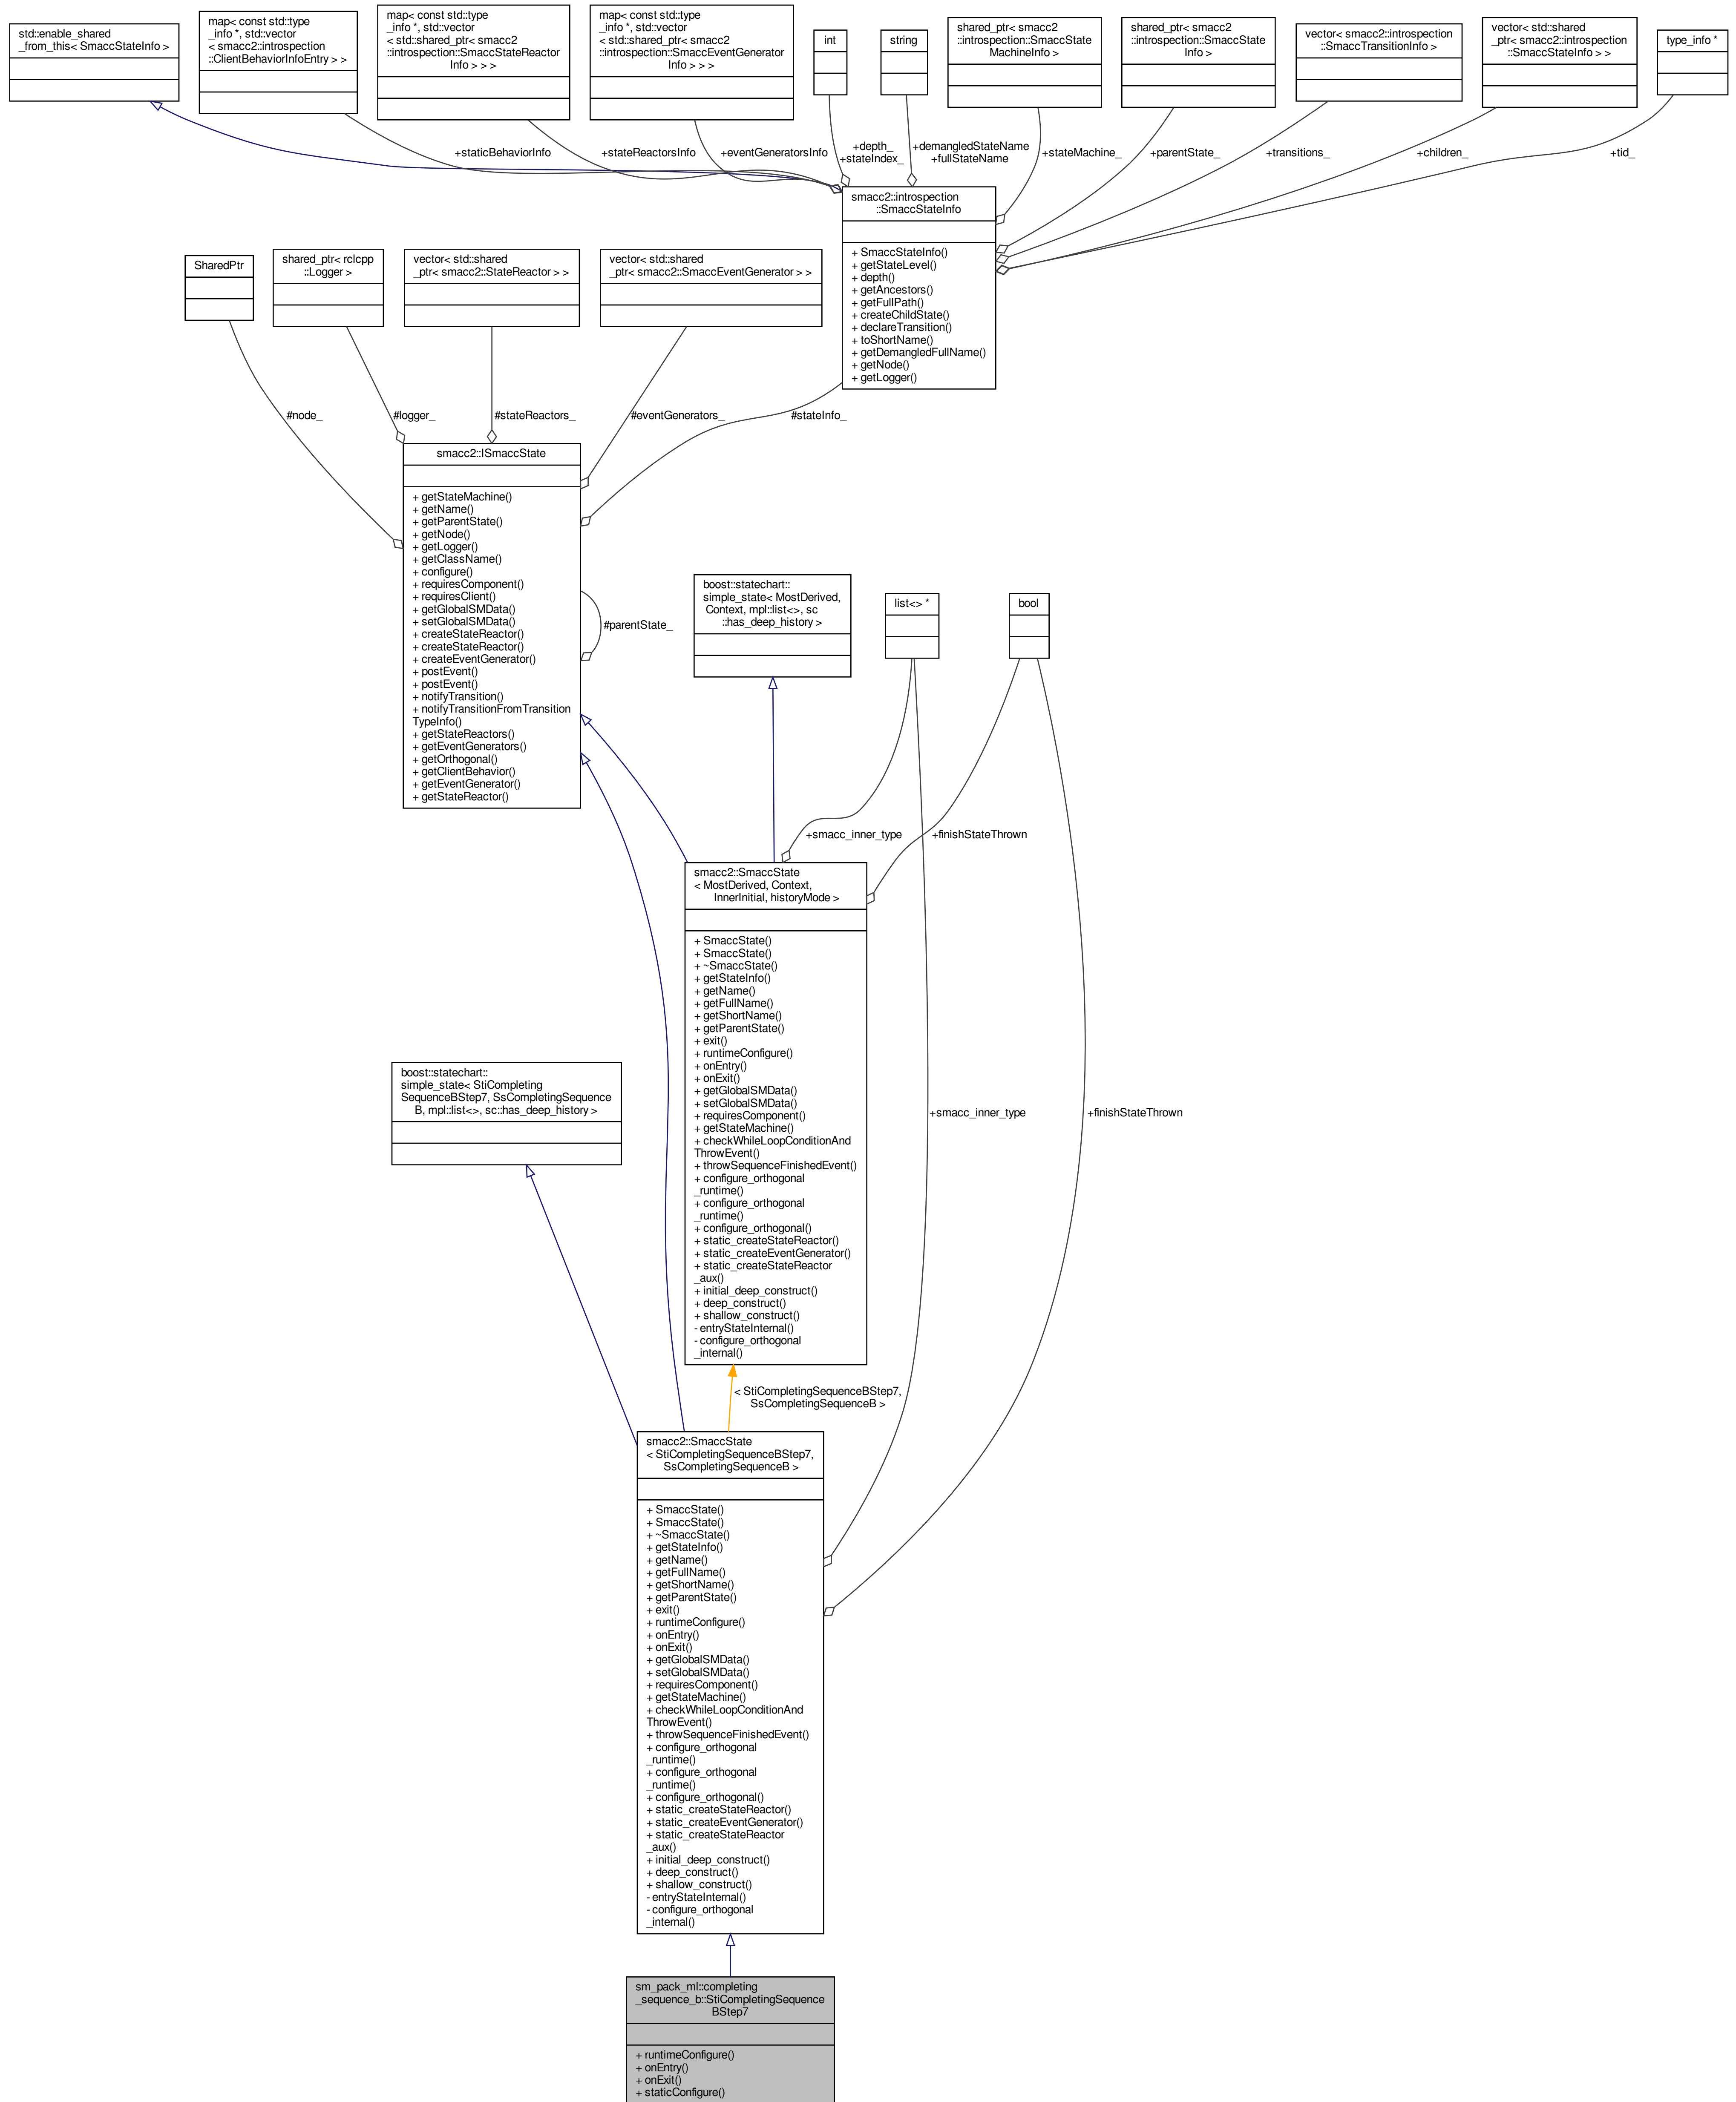 std::enable_shared
_from_this< SmaccStateInfo >
map< const std::type
_info *, std::vector
< smacc2::introspection
::ClientBehaviorInfoEntry > >
map< const std::type
_info *, std::vector
< std::shared_ptr< smacc2
::introspection::SmaccStateReactor
Info > > >
map< const std::type
_info *, std::vector
< std::shared_ptr< smacc2
::introspection::SmaccEventGenerator
Info > > >
int
string
shared_ptr< smacc2
::introspection::SmaccState
MachineInfo >
shared_ptr< smacc2
::introspection::SmaccState
Info >
vector< smacc2::introspection
::SmaccTransitionInfo >
vector< std::shared
_ptr< smacc2::introspection
::SmaccStateInfo > >
type_info *
+staticBehaviorInfo
+stateReactorsInfo
+eventGeneratorsInfo
+depth_
+stateIndex_
+demangledStateName
+fullStateName
+stateMachine_
+parentState_
+transitions_
+children_
+tid_
smacc2::introspection
::SmaccStateInfo
+ SmaccStateInfo()
+ getStateLevel()
+ depth()
+ getAncestors()
+ getFullPath()
+ createChildState()
+ declareTransition()
+ toShortName()
+ getDemangledFullName()
+ getNode()
+ getLogger()
SharedPtr
shared_ptr< rclcpp
::Logger >
vector< std::shared
_ptr< smacc2::StateReactor > >
vector< std::shared
_ptr< smacc2::SmaccEventGenerator > >
#node_
#logger_
#stateReactors_
#eventGenerators_
#stateInfo_
smacc2::ISmaccState
+ getStateMachine()
+ getName()
+ getParentState()
+ getNode()
+ getLogger()
+ getClassName()
+ configure()
+ requiresComponent()
+ requiresClient()
+ getGlobalSMData()
+ setGlobalSMData()
+ createStateReactor()
+ createStateReactor()
+ createEventGenerator()
+ postEvent()
+ postEvent()
+ notifyTransition()
+ notifyTransitionFromTransition
TypeInfo()
+ getStateReactors()
+ getEventGenerators()
+ getOrthogonal()
+ getClientBehavior()
+ getEventGenerator()
+ getStateReactor()
#parentState_
boost::statechart::
simple_state< MostDerived,
Context, mpl::list<>, sc
::has_deep_history >
list<> *
bool
+smacc_inner_type
+finishStateThrown
smacc2::SmaccState
< MostDerived, Context,
InnerInitial, historyMode >
+ SmaccState()
+ SmaccState()
+ ~SmaccState()
+ getStateInfo()
+ getName()
+ getFullName()
+ getShortName()
+ getParentState()
+ exit()
+ runtimeConfigure()
+ onEntry()
+ onExit()
+ getGlobalSMData()
+ setGlobalSMData()
+ requiresComponent()
+ getStateMachine()
+ checkWhileLoopConditionAnd
ThrowEvent()
+ throwSequenceFinishedEvent()
+ configure_orthogonal
_runtime()
+ configure_orthogonal
_runtime()
+ configure_orthogonal()
+ static_createStateReactor()
+ static_createEventGenerator()
+ static_createStateReactor
_aux()
+ initial_deep_construct()
+ deep_construct()
+ shallow_construct()
- entryStateInternal()
- configure_orthogonal
_internal()
+smacc_inner_type
+finishStateThrown
boost::statechart::
simple_state< StiCompleting
SequenceBStep7, SsCompletingSequence
B, mpl::list<>, sc::has_deep_history >
< StiCompletingSequenceBStep7,
SsCompletingSequenceB >
smacc2::SmaccState
< StiCompletingSequenceBStep7,
SsCompletingSequenceB >
+ SmaccState()
+ SmaccState()
+ ~SmaccState()
+ getStateInfo()
+ getName()
+ getFullName()
+ getShortName()
+ getParentState()
+ exit()
+ runtimeConfigure()
+ onEntry()
+ onExit()
+ getGlobalSMData()
+ setGlobalSMData()
+ requiresComponent()
+ getStateMachine()
+ checkWhileLoopConditionAnd
ThrowEvent()
+ throwSequenceFinishedEvent()
+ configure_orthogonal
_runtime()
+ configure_orthogonal
_runtime()
+ configure_orthogonal()
+ static_createStateReactor()
+ static_createEventGenerator()
+ static_createStateReactor
_aux()
+ initial_deep_construct()
+ deep_construct()
+ shallow_construct()
- entryStateInternal()
- configure_orthogonal
_internal()
sm_pack_ml::completing
_sequence_b::StiCompletingSequence
BStep7
+ runtimeConfigure()
+ onEntry()
+ onExit()
+ staticConfigure()